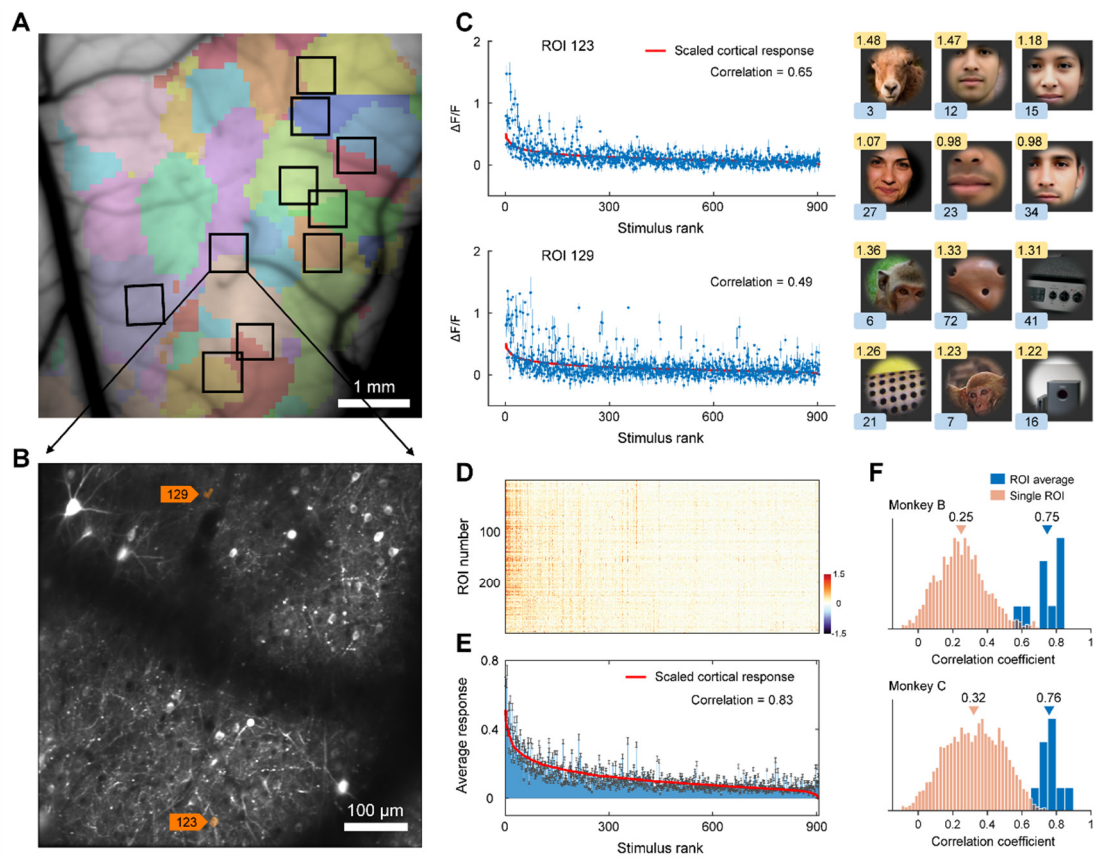 A
1 mm
B
129
123
100 µm
C
2
1
0
ΔF/F
ROI 123
Scaled cortical response
Correlation = 0.65
0
300
600
900
Stimulus rank
2
1
0
ΔF/F
ROI 129
Correlation = 0.49
0
300
600
900
Stimulus rank
1.48
1.47
1.18
3
12
15
1.07
0.98
0.98
27
23
34
1.36
1.33
1.31
6
72
41
1.26
1.23
1.22
21
7
16
D
ROI number
100
200
1.5
0
-1.5
E
0.8
0.4
0
Average response
Scaled cortical response
Correlation = 0.83
0
300
600
900
Stimulus rank
F
ROI average
Single ROI
Monkey B
0.25
0.75
0
0.2
0.4
0.6
0.8
1
Correlation coefficient
Monkey C
0.32
0.76
0
0.2
0.4
0.6
0.8
1
Correlation coefficient